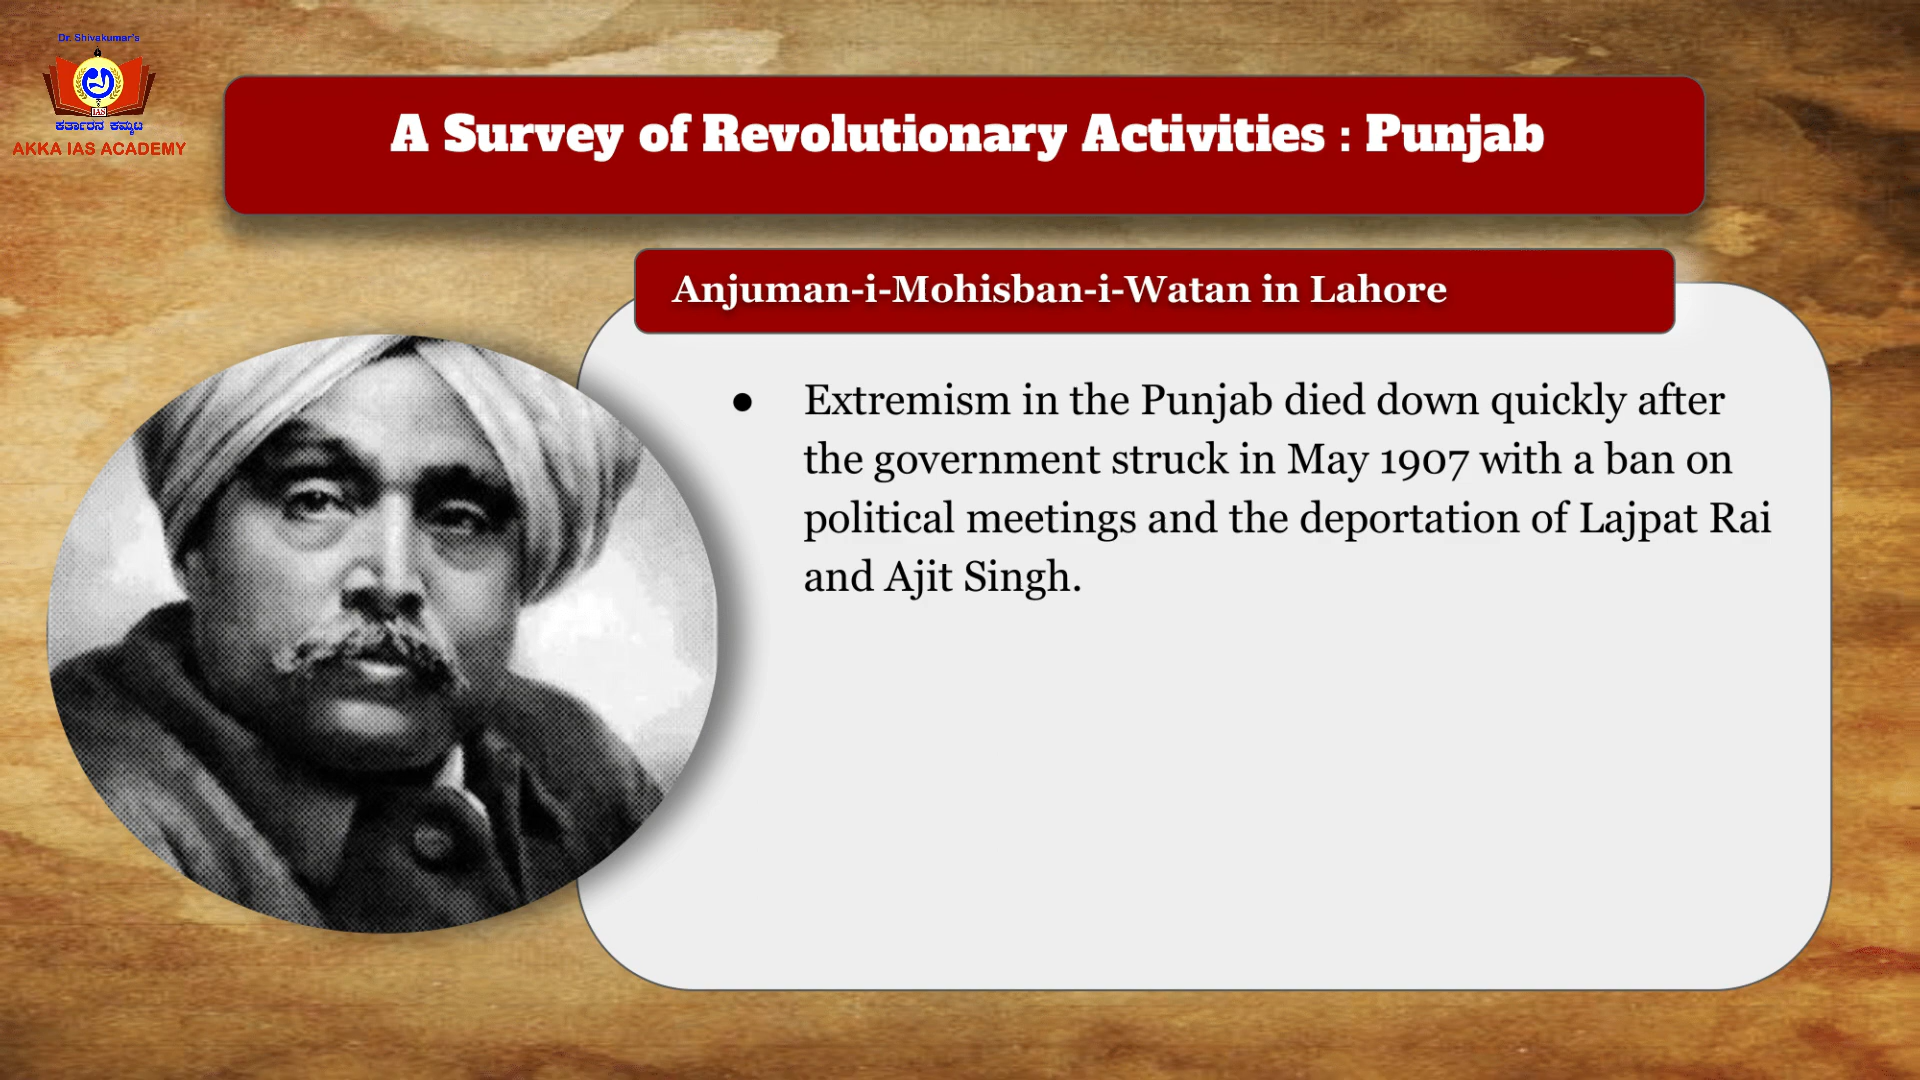 Dr. Shivakumar's
ಅ
IAS
ಕರ್ತಾರನ ಕಮ್ಮಟ
AKKA IAS ACADEMY
A Survey of Revolutionary Activities : Punjab
Anjuman-i-Mohisban-i-Watan in Lahore
● Extremism in the Punjab died down quickly after
the government struck in May 1907 with a ban on
political meetings and the deportation of Lajpat Rai
and Ajit Singh.